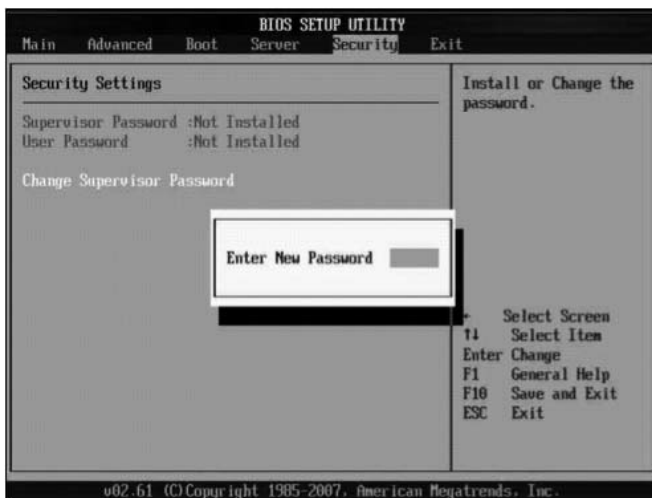 BIOS SETUP UTILITY
Main Advanced Boot Server Security Exit
Security Settings
Supervisor Password :Not Installed
User Password :Not Installed
Change Supervisor Password
Enter New Password
Install or Change the
password.
← Select Screen
↑↓ Select Item
Enter Change
F1 General Help
F10 Save and Exit
ESC Exit
v02.61 (C)Copyright 1985-2007, American Megatrends, Inc.